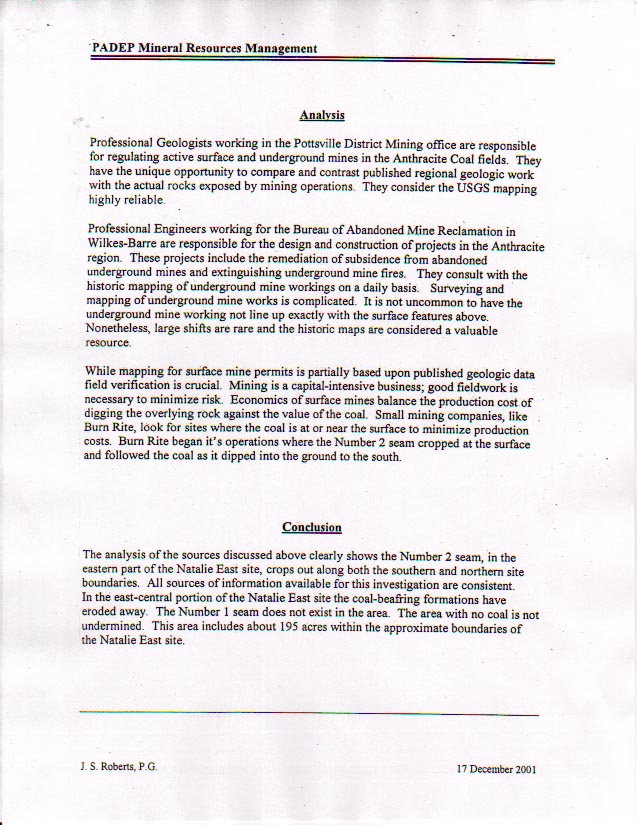 PADEP Mineral Resources Management
Analysis
Professional Geologists working in the Pottsville District Mining office are responsible
for regulating active surface and underground mines in the Anthracite Coal fields. They
have the unique opportunity to compare and contrast published regional geologic work
with the actual rocks exposed by mining operations. They consider the USGS mapping
highly reliable.
Professional Engineers working for the Bureau of Abandoned Mine Reclamation in
Wilkes-Barre are responsible for the design and construction of projects in the Anthracite
region. These projects include the remediation of subsidence from abandoned
underground mines and extinguishing underground mine fires. They consult with the
historic mapping of underground mine workings on a daily basis. Surveying and
mapping of underground mine works is complicated. It is not uncommon to have the
underground mine working not line up exactly with the surface features above.
Nonetheless, large shifts are rare and the historic maps are considered a valuable
resource.
While mapping for surface mine permits is partially based upon published geologic data
field verification is crucial. Mining is a capital-intensive business; good fieldwork is
necessary to minimize risk. Economics of surface mines balance the production cost of
digging the overlying rock against the value of the coal. Small mining companies, like
Burn Rite, look for sites where the coal is at or near the surface to minimize production
costs. Burn Rite began it's operations where the Number 2 seam cropped at the surface
and followed the coal as it dipped into the ground to the south.
Conclusion
The analysis of the sources discussed above clearly shows the Number 2 seam, in the
eastern part of the Natalie East site, crops out along both the southern and northern site
boundaries. All sources of information available for this investigation are consistent.
In the east-central portion of the Natalie East site the coal-beafring formations have
eroded away. The Number 1 seam does not exist in the area. The area with no coal is not
undermined. This area includes about 195 acres within the approximate boundaries of
the Natalie East site.
J. S. Roberts, P.G.
17 December 2001